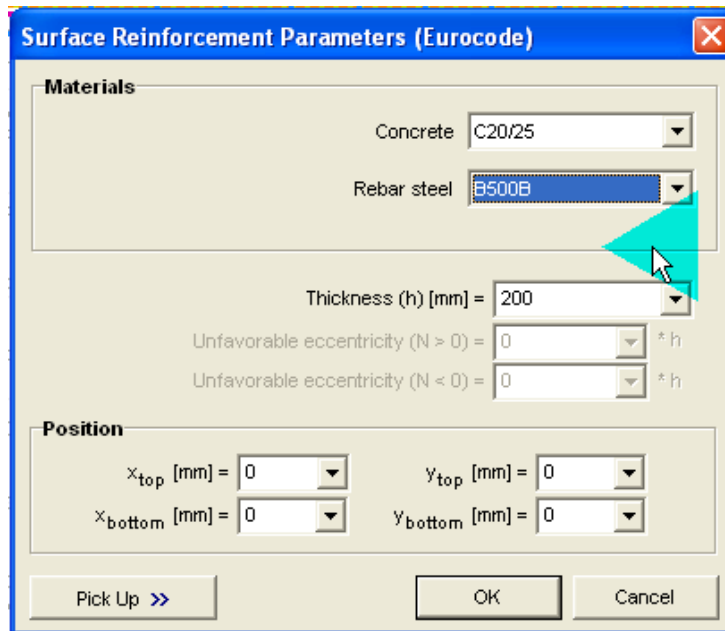 Surface Reinforcement Parameters (Eurocode)
Materials
Concrete C20/25
Rebar steel B500B
Thickness (h) [mm] = 200
Unfavorable eccentricity (N > 0) = 0 * h
Unfavorable eccentricity (N < 0) = 0 * h
Position
xtop [mm] = 0 ytop [mm] = 0
xbottom [mm] = 0 ybottom [mm] = 0
Pick Up >> OK Cancel